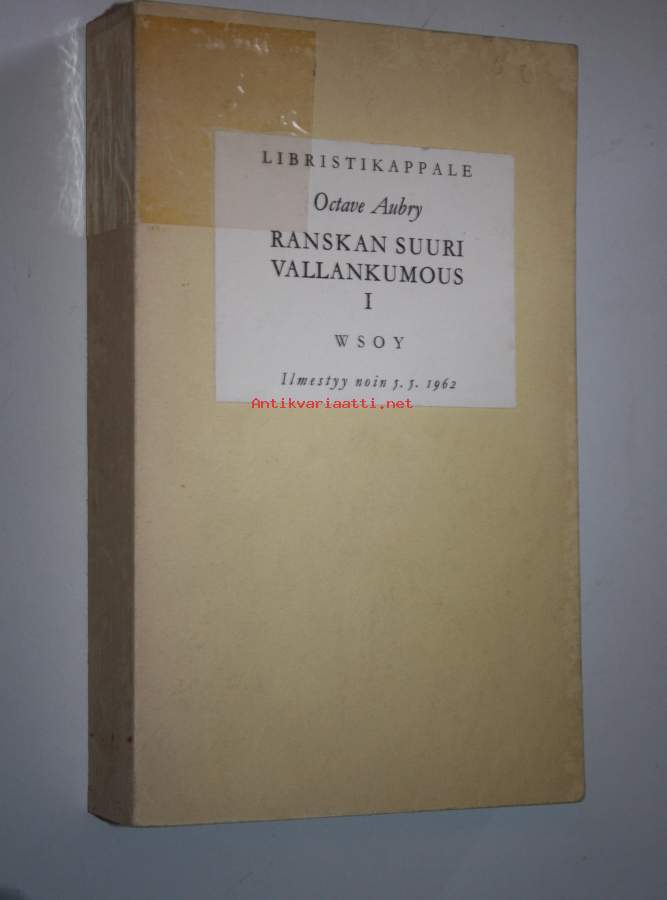 LIBRISTIKAPPALE
Octave Aubry
RANSKAN SUURI
VALLANKUMOUS
I
WSOY
Ilmestyy noin 5. 5. 1962
Antikvariaatti.net